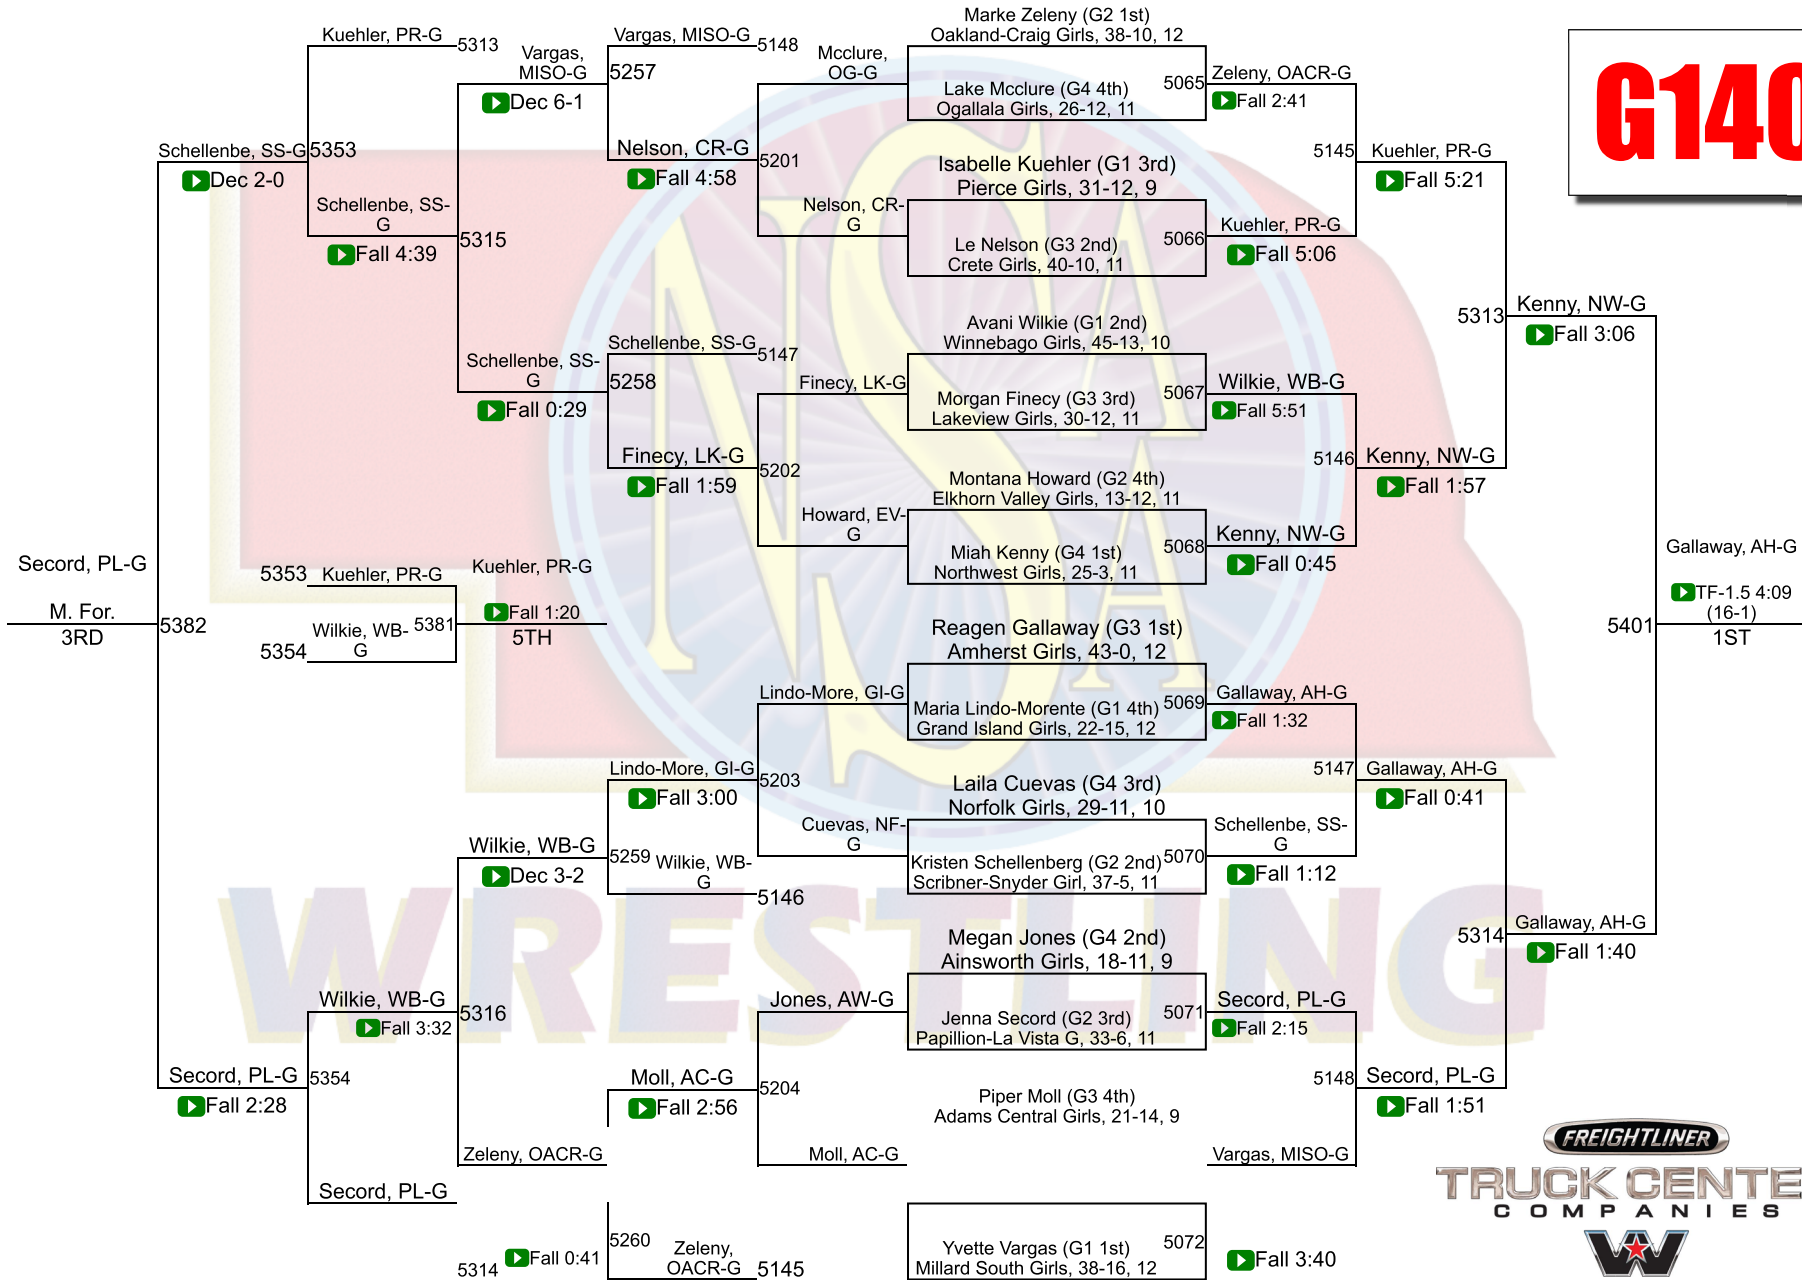 Kuehler, PR-G
5313
Vargas,
MISO-G
Dec 6-1
Vargas, MISO-G
5148
5257
Mcclure,
OG-G
Marke Zeleny (G2 1st)
Oakland-Craig Girls, 38-10, 12
Lake Mcclure (G4 4th)
Ogallala Girls, 26-12, 11
5065
Zeleny, OACR-G
Fall 2:41
G140
Schellenbe, SS-G
5353
Dec 2-0
Nelson, CR-G
Fall 4:58
5201
Isabelle Kuehler (G1 3rd)
Pierce Girls, 31-12, 9
5145
Kuehler, PR-G
Fall 5:21
Schellenbe, SS-
G
Fall 4:39
5315
Nelson, CR-
G
Le Nelson (G3 2nd)
Crete Girls, 40-10, 11
5066
Kuehler, PR-G
Fall 5:06
Avani Wilkie (G1 2nd)
Winnebago Girls, 45-13, 10
5313
Kenny, NW-G
Fall 3:06
Schellenbe, SS-
G
Fall 0:29
Schellenbe, SS-G
5147
5258
Finecy, LK-G
Morgan Finecy (G3 3rd)
Lakeview Girls, 30-12, 11
5067
Wilkie, WB-G
Fall 5:51
Finecy, LK-G
Fall 1:59
5202
Montana Howard (G2 4th)
Elkhorn Valley Girls, 13-12, 11
5146
Kenny, NW-G
Fall 1:57
Howard, EV-
G
Miah Kenny (G4 1st)
Northwest Girls, 25-3, 11
5068
Kenny, NW-G
Fall 0:45
Secord, PL-G
M. For.
3RD
5382
5353
Kuehler, PR-G
Wilkie, WB-
G
5354
5381
Kuehler, PR-G
Fall 1:20
5TH
Reagen Gallaway (G3 1st)
Amherst Girls, 43-0, 12
5401
Gallaway, AH-G
TF-1.5 4:09
(16-1)
1ST
Lindo-More, GI-G
Maria Lindo-Morente (G1 4th)
Grand Island Girls, 22-15, 12
5069
Gallaway, AH-G
Fall 1:32
Lindo-More, GI-G
Fall 3:00
5203
Laila Cuevas (G4 3rd)
Norfolk Girls, 29-11, 10
5147
Gallaway, AH-G
Fall 0:41
Wilkie, WB-G
Dec 3-2
5259
Wilkie, WB-
G
5146
Cuevas, NF-
G
Kristen Schellenberg (G2 2nd)
Scribner-Snyder Girl, 37-5, 11
5070
Schellenbe, SS-
G
Fall 1:12
NSAA
WRESTLING
Megan Jones (G4 2nd)
Ainsworth Girls, 18-11, 9
5314
Gallaway, AH-G
Fall 1:40
Wilkie, WB-G
Fall 3:32
5316
Jones, AW-G
Jenna Secord (G2 3rd)
Papillion-La Vista G, 33-6, 11
5071
Secord, PL-G
Fall 2:15
Secord, PL-G
Fall 2:28
5354
Moll, AC-G
Fall 2:56
5204
Piper Moll (G3 4th)
Adams Central Girls, 21-14, 9
5148
Secord, PL-G
Fall 1:51
Zeleny, OACR-G
Moll, AC-G
Vargas, MISO-G
Secord, PL-G
5314
Fall 0:41
5260
Zeleny,
OACR-G
5145
Yvette Vargas (G1 1st)
Millard South Girls, 38-16, 12
5072
Fall 3:40
FREIGHTLINER
TRUCK CENTE
COMPANIES